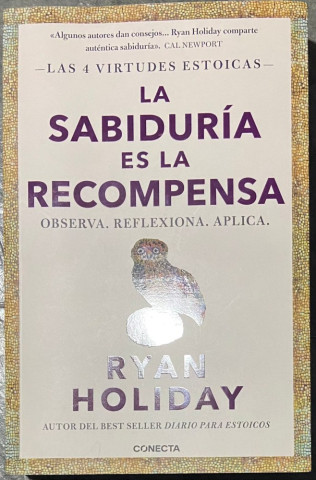 «Algunos autores dan consejos... Ryan Holiday comparte
auténtica sabiduría». CAL NEWPORT
—LAS 4 VIRTUDES ESTOICAS—
LA
SABIDURÍA
ES LA
RECOMPENSA
OBSERVA. REFLEXIONA. APLICA.
RYAN
HOLIDAY
AUTOR DEL BEST SELLER DIARIO PARA ESTOICOS
CONECTA